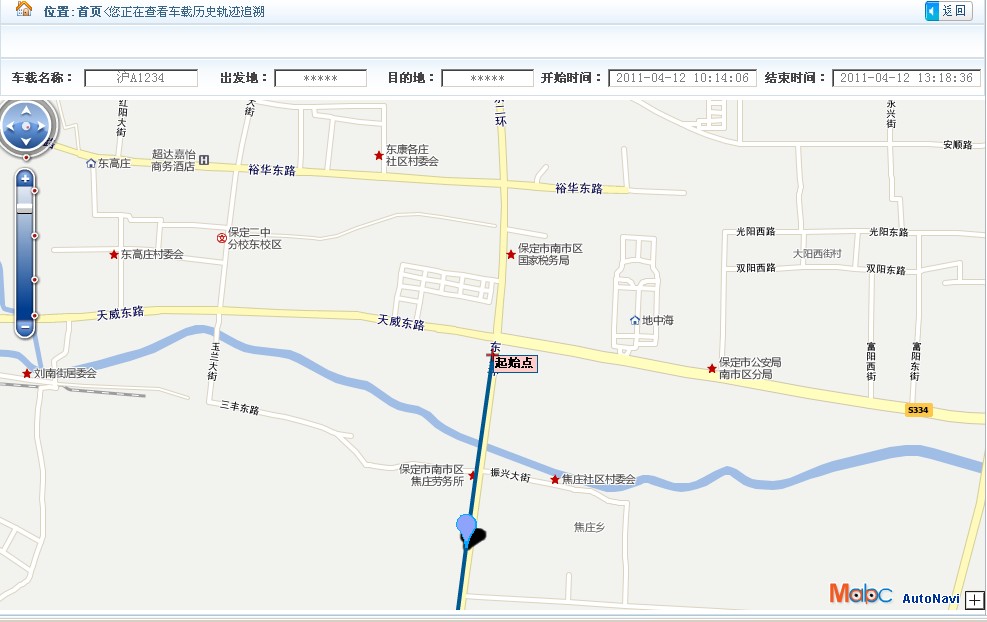 位置:首页<您正在查看车载历史轨迹追溯
返回
车载名称： 沪A1234 出发地： ***** 目的地： ***** 开始时间： 2011-04-12 10:14:06 结束时间： 2011-04-12 13:18:36
红阳大街
大街
东二环
永兴街
安顺路
东康各庄
社区村委会
超达嘉怡
商务酒店
H
东高庄
裕华东路
裕华东路
保定二中
分校东校区
文
东高庄村委会
保定市南市区
国家税务局
光阳西路
光阳东路
大阳西街村
双阳西路
双阳东路
天威东路
天威东路
地中海
玉兰大街
东
起始点
富阳西街
富阳东街
保定市公安局
南市区分局
刘南街居委会
三丰东路
S334
保定市南市区
焦庄劳务所
振兴大街
焦庄社区村委会
焦庄乡
Mabc AutoNavi